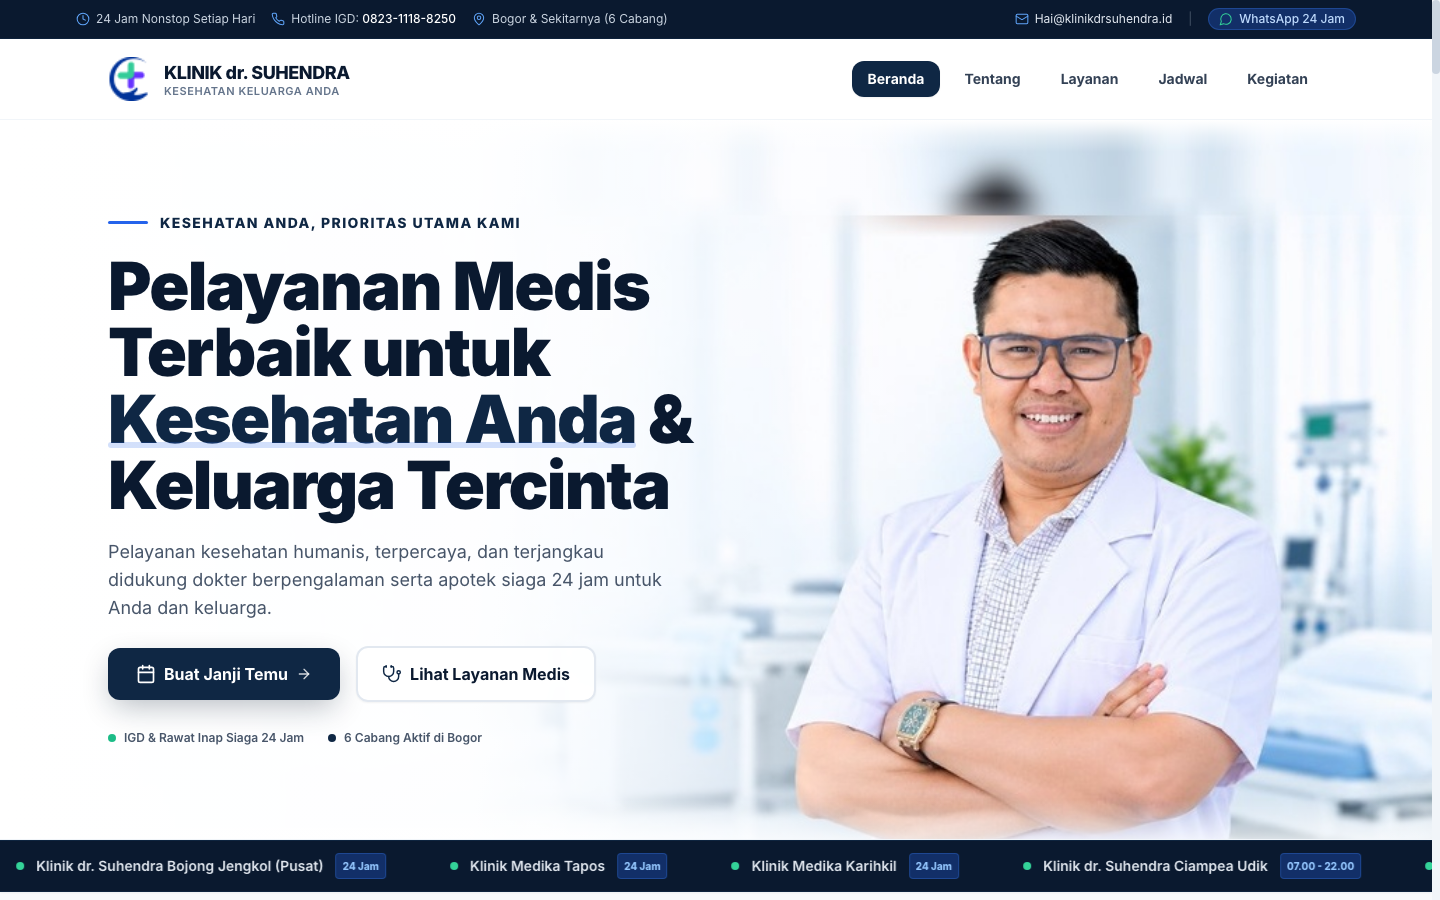 24 Jam Nonstop Setiap Hari
Hotline IGD: 0823-1118-8250
Bogor & Sekitarnya (6 Cabang)
Hai@klinikdrsuhendra.id
WhatsApp 24 Jam
KLINIK dr. SUHENDRA
KESEHATAN KELUARGA ANDA
Beranda
Tentang
Layanan
Jadwal
Kegiatan
KESEHATAN ANDA, PRIORITAS UTAMA KAMI
Pelayanan Medis
Terbaik untuk
Kesehatan Anda &
Keluarga Tercinta
Pelayanan kesehatan humanis, terpercaya, dan terjangkau
didukung dokter berpengalaman serta apotek siaga 24 jam untuk
Anda dan keluarga.
Buat Janji Temu
Lihat Layanan Medis
IGD & Rawat Inap Siaga 24 Jam
6 Cabang Aktif di Bogor
Klinik dr. Suhendra Bojong Jengkol (Pusat) 24 Jam
Klinik Medika Tapos 24 Jam
Klinik Medika Karihkil 24 Jam
Klinik dr. Suhendra Ciampea Udik 07.00 - 22.00